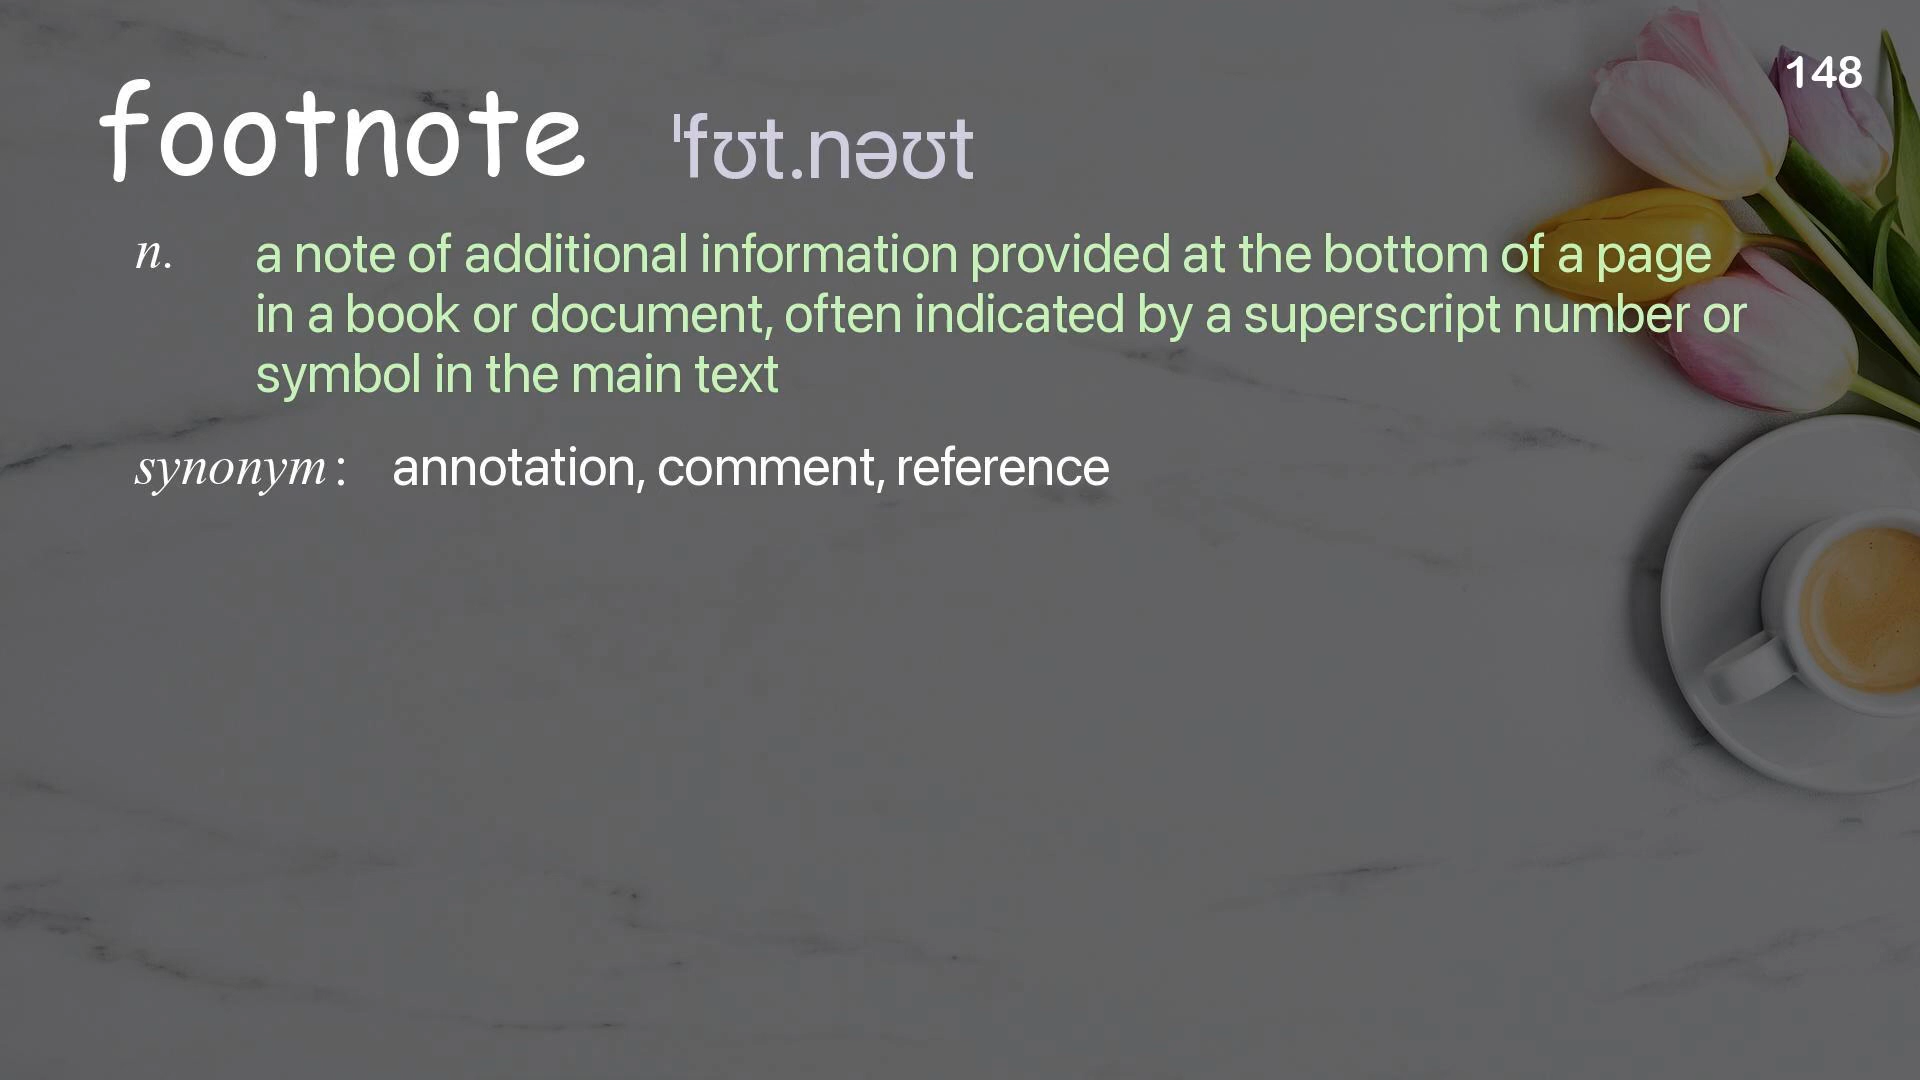 148
footnote ˈfʊt.nəʊt
n. a note of additional information provided at the bottom of a page
in a book or document, often indicated by a superscript number or
symbol in the main text
synonym: annotation, comment, reference